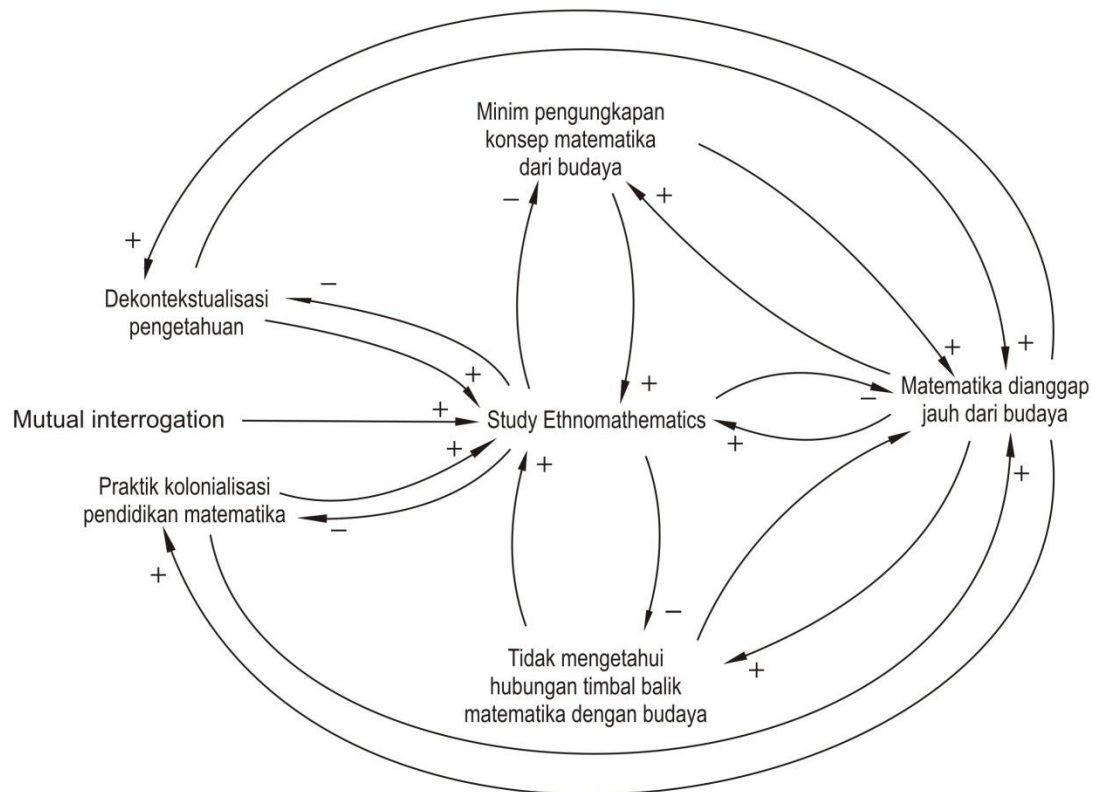 Minim pengungkapan
konsep matematika
dari budaya
–
+
+
–
Dekontekstualisasi
pengetahuan
+
+
+
+
Matematika dianggap
jauh dari budaya
–
Mutual interrogation
+
Study Ethnomathematics
+
+
+
+
Praktik kolonialisasi
pendidikan matematika
–
+
–
Tidak mengetahui
hubungan timbal balik
matematika dengan budaya
+